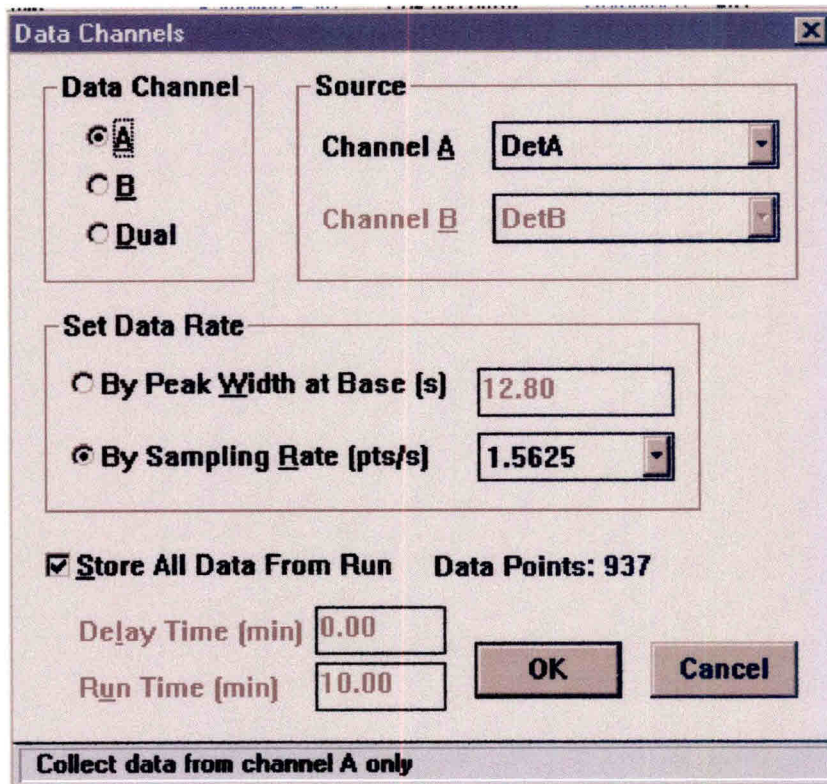 Data Channels
Data Channel
A
B
Dual
Source
Channel A DetA
Channel B DetB
Set Data Rate
By Peak Width at Base (s) 12.80
By Sampling Rate (pts/s) 1.5625
Store All Data From Run Data Points: 937
Delay Time (min) 0.00
Run Time (min) 10.00
OK Cancel
Collect data from channel A only